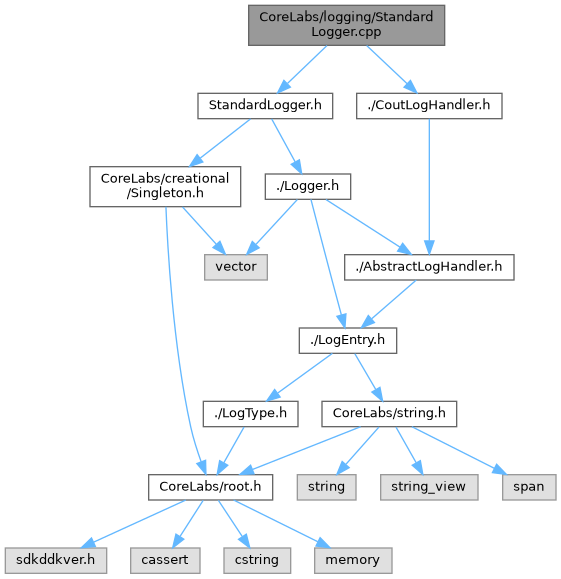 CoreLabs/logging/Standard
Logger.cpp
StandardLogger.h
./CoutLogHandler.h
CoreLabs/creational
/Singleton.h
./Logger.h
vector
./AbstractLogHandler.h
./LogEntry.h
./LogType.h
CoreLabs/string.h
CoreLabs/root.h
string
string_view
span
sdkddkver.h
cassert
cstring
memory